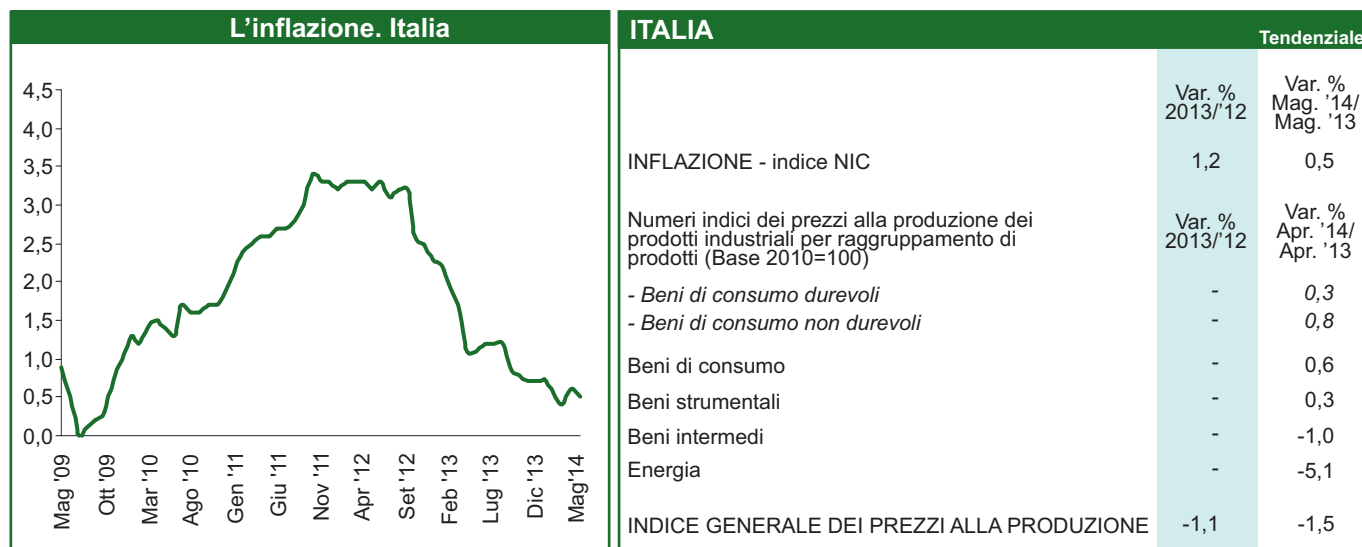 L'inflazione. Italia
4,5
4,0
3,5
3,0
2,5
2,0
1,5
1,0
0,5
0,0
Mag '09
Ott '09
Mar '10
Ago '10
Gen '11
Giu '11
Nov '11
Apr '12
Set '12
Feb '13
Lug '13
Dic '13
Mag'14
ITALIA
Tendenziale
Var. %
2013/'12
Var. %
Mag. '14/
Mag. '13
INFLAZIONE - indice NIC 1,2 0,5
Numeri indici dei prezzi alla produzione dei
prodotti industriali per raggruppamento di
prodotti (Base 2010=100)
Var. %
2013/'12
Var. %
Apr. '14/
Apr. '13
- Beni di consumo durevoli - 0,3
- Beni di consumo non durevoli - 0,8
Beni di consumo - 0,6
Beni strumentali - 0,3
Beni intermedi - -1,0
Energia - -5,1
INDICE GENERALE DEI PREZZI ALLA PRODUZIONE -1,1 -1,5